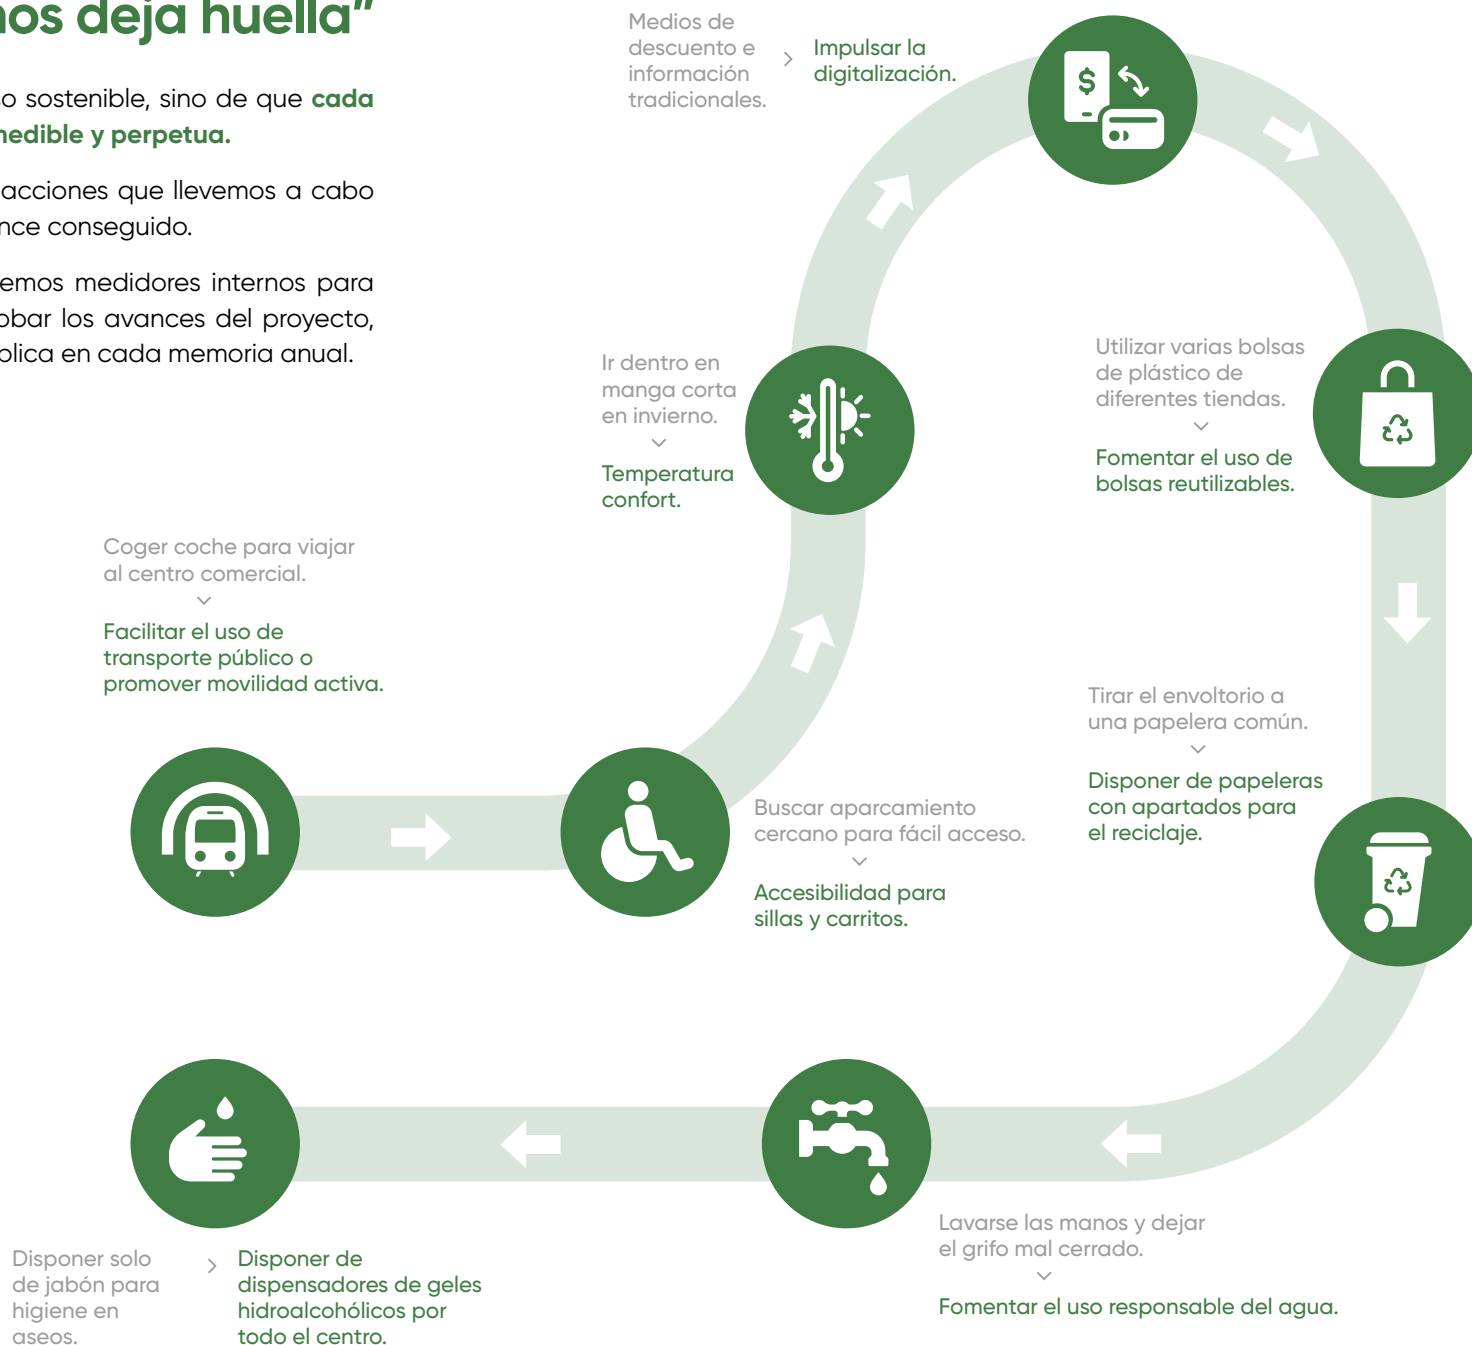 deja huella"
sostenible, sino de que cada
y perpetua.
acciones que llevemos a cabo
conseguido.
medidores internos para
los avances del proyecto,
en cada memoria anual.
Medios de
descuento e
información
tradicionales.
Impulsar la
digitalización.
Ir dentro en
manga corta
en invierno.
Temperatura
confort.
Utilizar varias bolsas
de plástico de
diferentes tiendas.
Fomentar el uso de
bolsas reutilizables.
Coger coche para viajar
al centro comercial.
Facilitar el uso de
transporte público o
promover movilidad activa.
Tirar el envoltorio a
una papelera común.
Disponer de papeleras
con apartados para
el reciclaje.
Buscar aparcamiento
cercano para fácil acceso.
Accesibilidad para
sillas y carritos.
Lavarse las manos y dejar
el grifo mal cerrado.
Fomentar el uso responsable del agua.
Disponer solo
de jabón para
higiene en
aseos.
Disponer de
dispensadores de geles
hidroalcohólicos por
todo el centro.
$